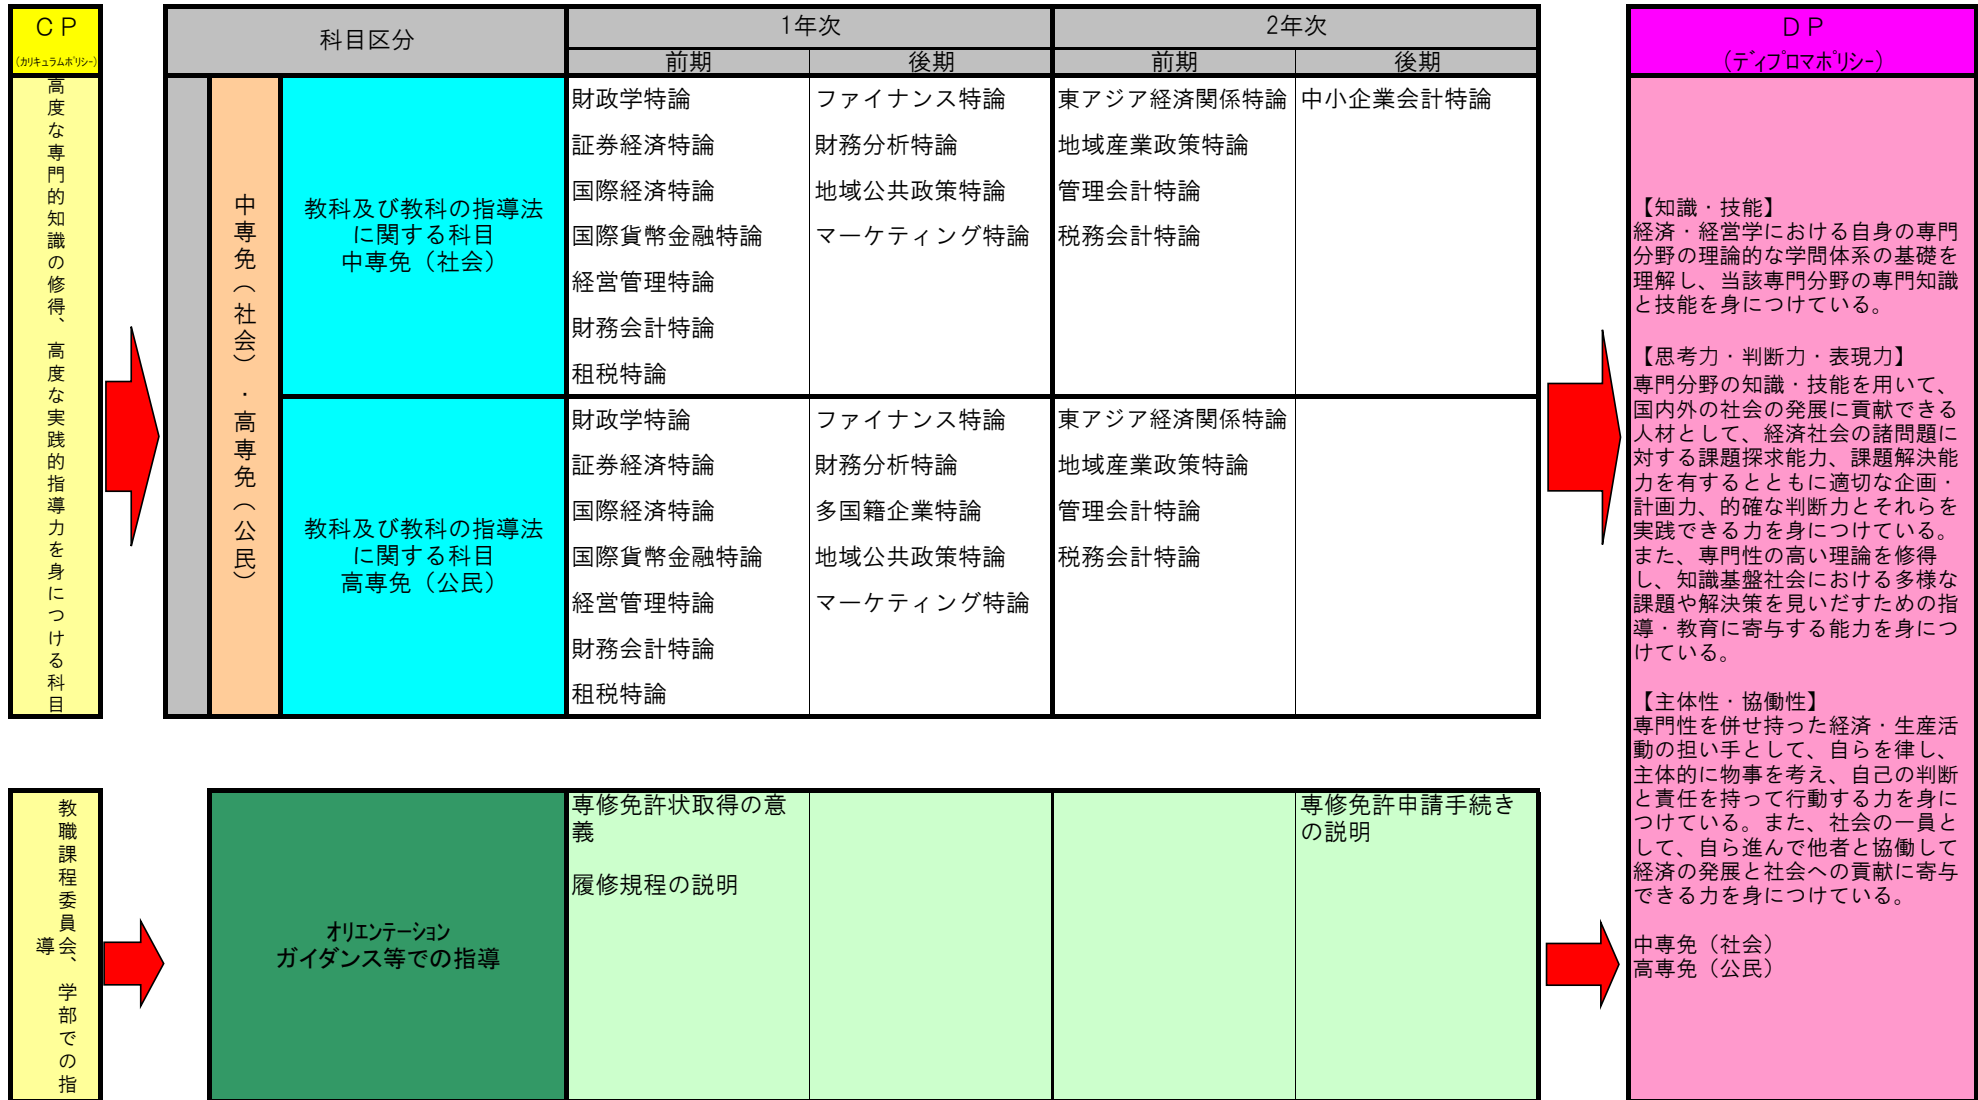 ＣＰ
(カリキュラムポリシー)
高度な専門的知識の修得、高度な実践的指導力を身につける科目
科目区分
1年次
2年次
前期
後期
前期
後期
中専免（社会）・高専免（公民）
教科及び教科の指導法
に関する科目
中専免（社会）
財政学特論
証券経済特論
国際経済特論
国際貨幣金融特論
経営管理特論
財務会計特論
租税特論
ファイナンス特論
財務分析特論
地域公共政策特論
マーケティング特論
東アジア経済関係特論
地域産業政策特論
管理会計特論
税務会計特論
中小企業会計特論
教科及び教科の指導法
に関する科目
高専免（公民）
財政学特論
証券経済特論
国際経済特論
国際貨幣金融特論
経営管理特論
財務会計特論
租税特論
ファイナンス特論
財務分析特論
多国籍企業特論
地域公共政策特論
マーケティング特論
東アジア経済関係特論
地域産業政策特論
管理会計特論
税務会計特論
教職課程委員会、学部での指
導
オリエンテーション
ガイダンス等での指導
専修免許状取得の意
義
履修規程の説明
専修免許申請手続き
の説明
ＤＰ
(ディプロマポリシー)
【知識・技能】
経済・経営学における自身の専門
分野の理論的な学問体系の基礎を
理解し、当該専門分野の専門知識
と技能を身につけている。
【思考力・判断力・表現力】
専門分野の知識・技能を用いて、
国内外の社会の発展に貢献できる
人材として、経済社会の諸問題に
対する課題探求能力、課題解決能
力を有するとともに適切な企画・
計画力、的確な判断力とそれらを
実践できる力を身につけている。
また、専門性の高い理論を修得
し、知識基盤社会における多様な
課題や解決策を見いだすための指
導・教育に寄与する能力を身につ
けている。
【主体性・協働性】
専門性を併せ持った経済・生産活
動の担い手として、自らを律し、
主体的に物事を考え、自己の判断
と責任を持って行動する力を身に
つけている。また、社会の一員と
して、自ら進んで他者と協働して
経済の発展と社会への貢献に寄与
できる力を身につけている。
中専免（社会）
高専免（公民）